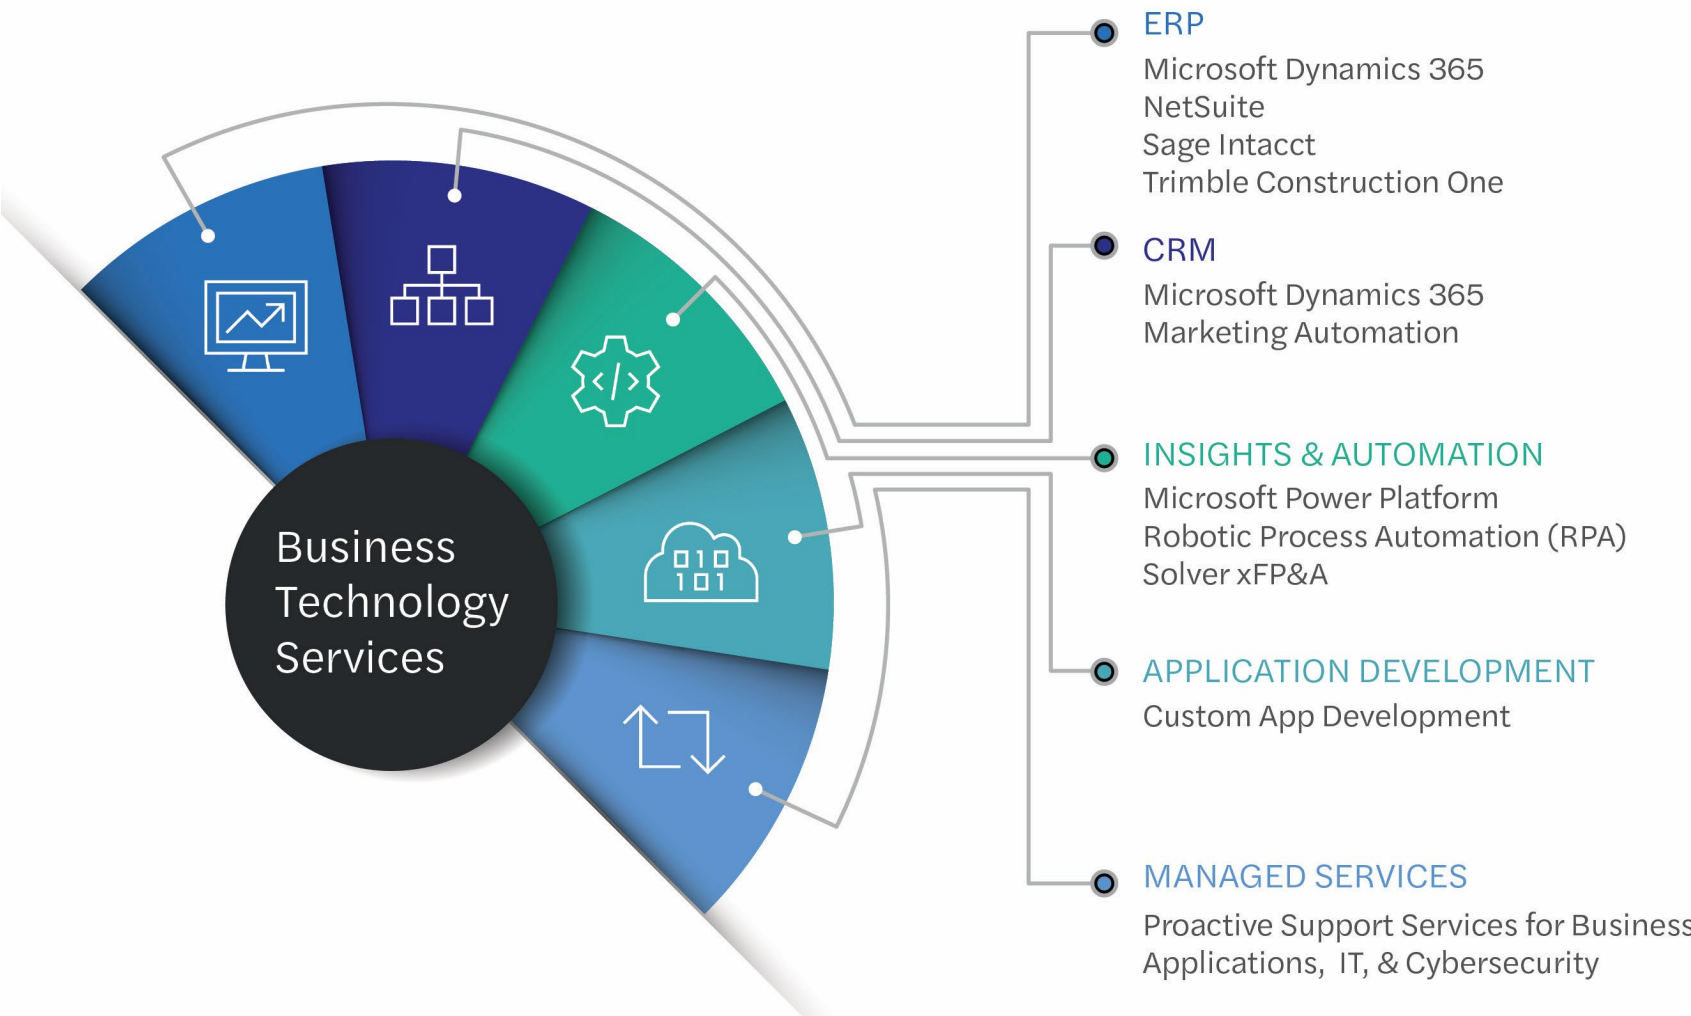 Business
Technology
Services
010
101
</>
ERP
Microsoft Dynamics 365
NetSuite
Sage Intacct
Trimble Construction One
CRM
Microsoft Dynamics 365
Marketing Automation
INSIGHTS & AUTOMATION
Microsoft Power Platform
Robotic Process Automation (RPA)
Solver xFP&A
APPLICATION DEVELOPMENT
Custom App Development
MANAGED SERVICES
Proactive Support Services for Business
Applications, IT, & Cybersecurity